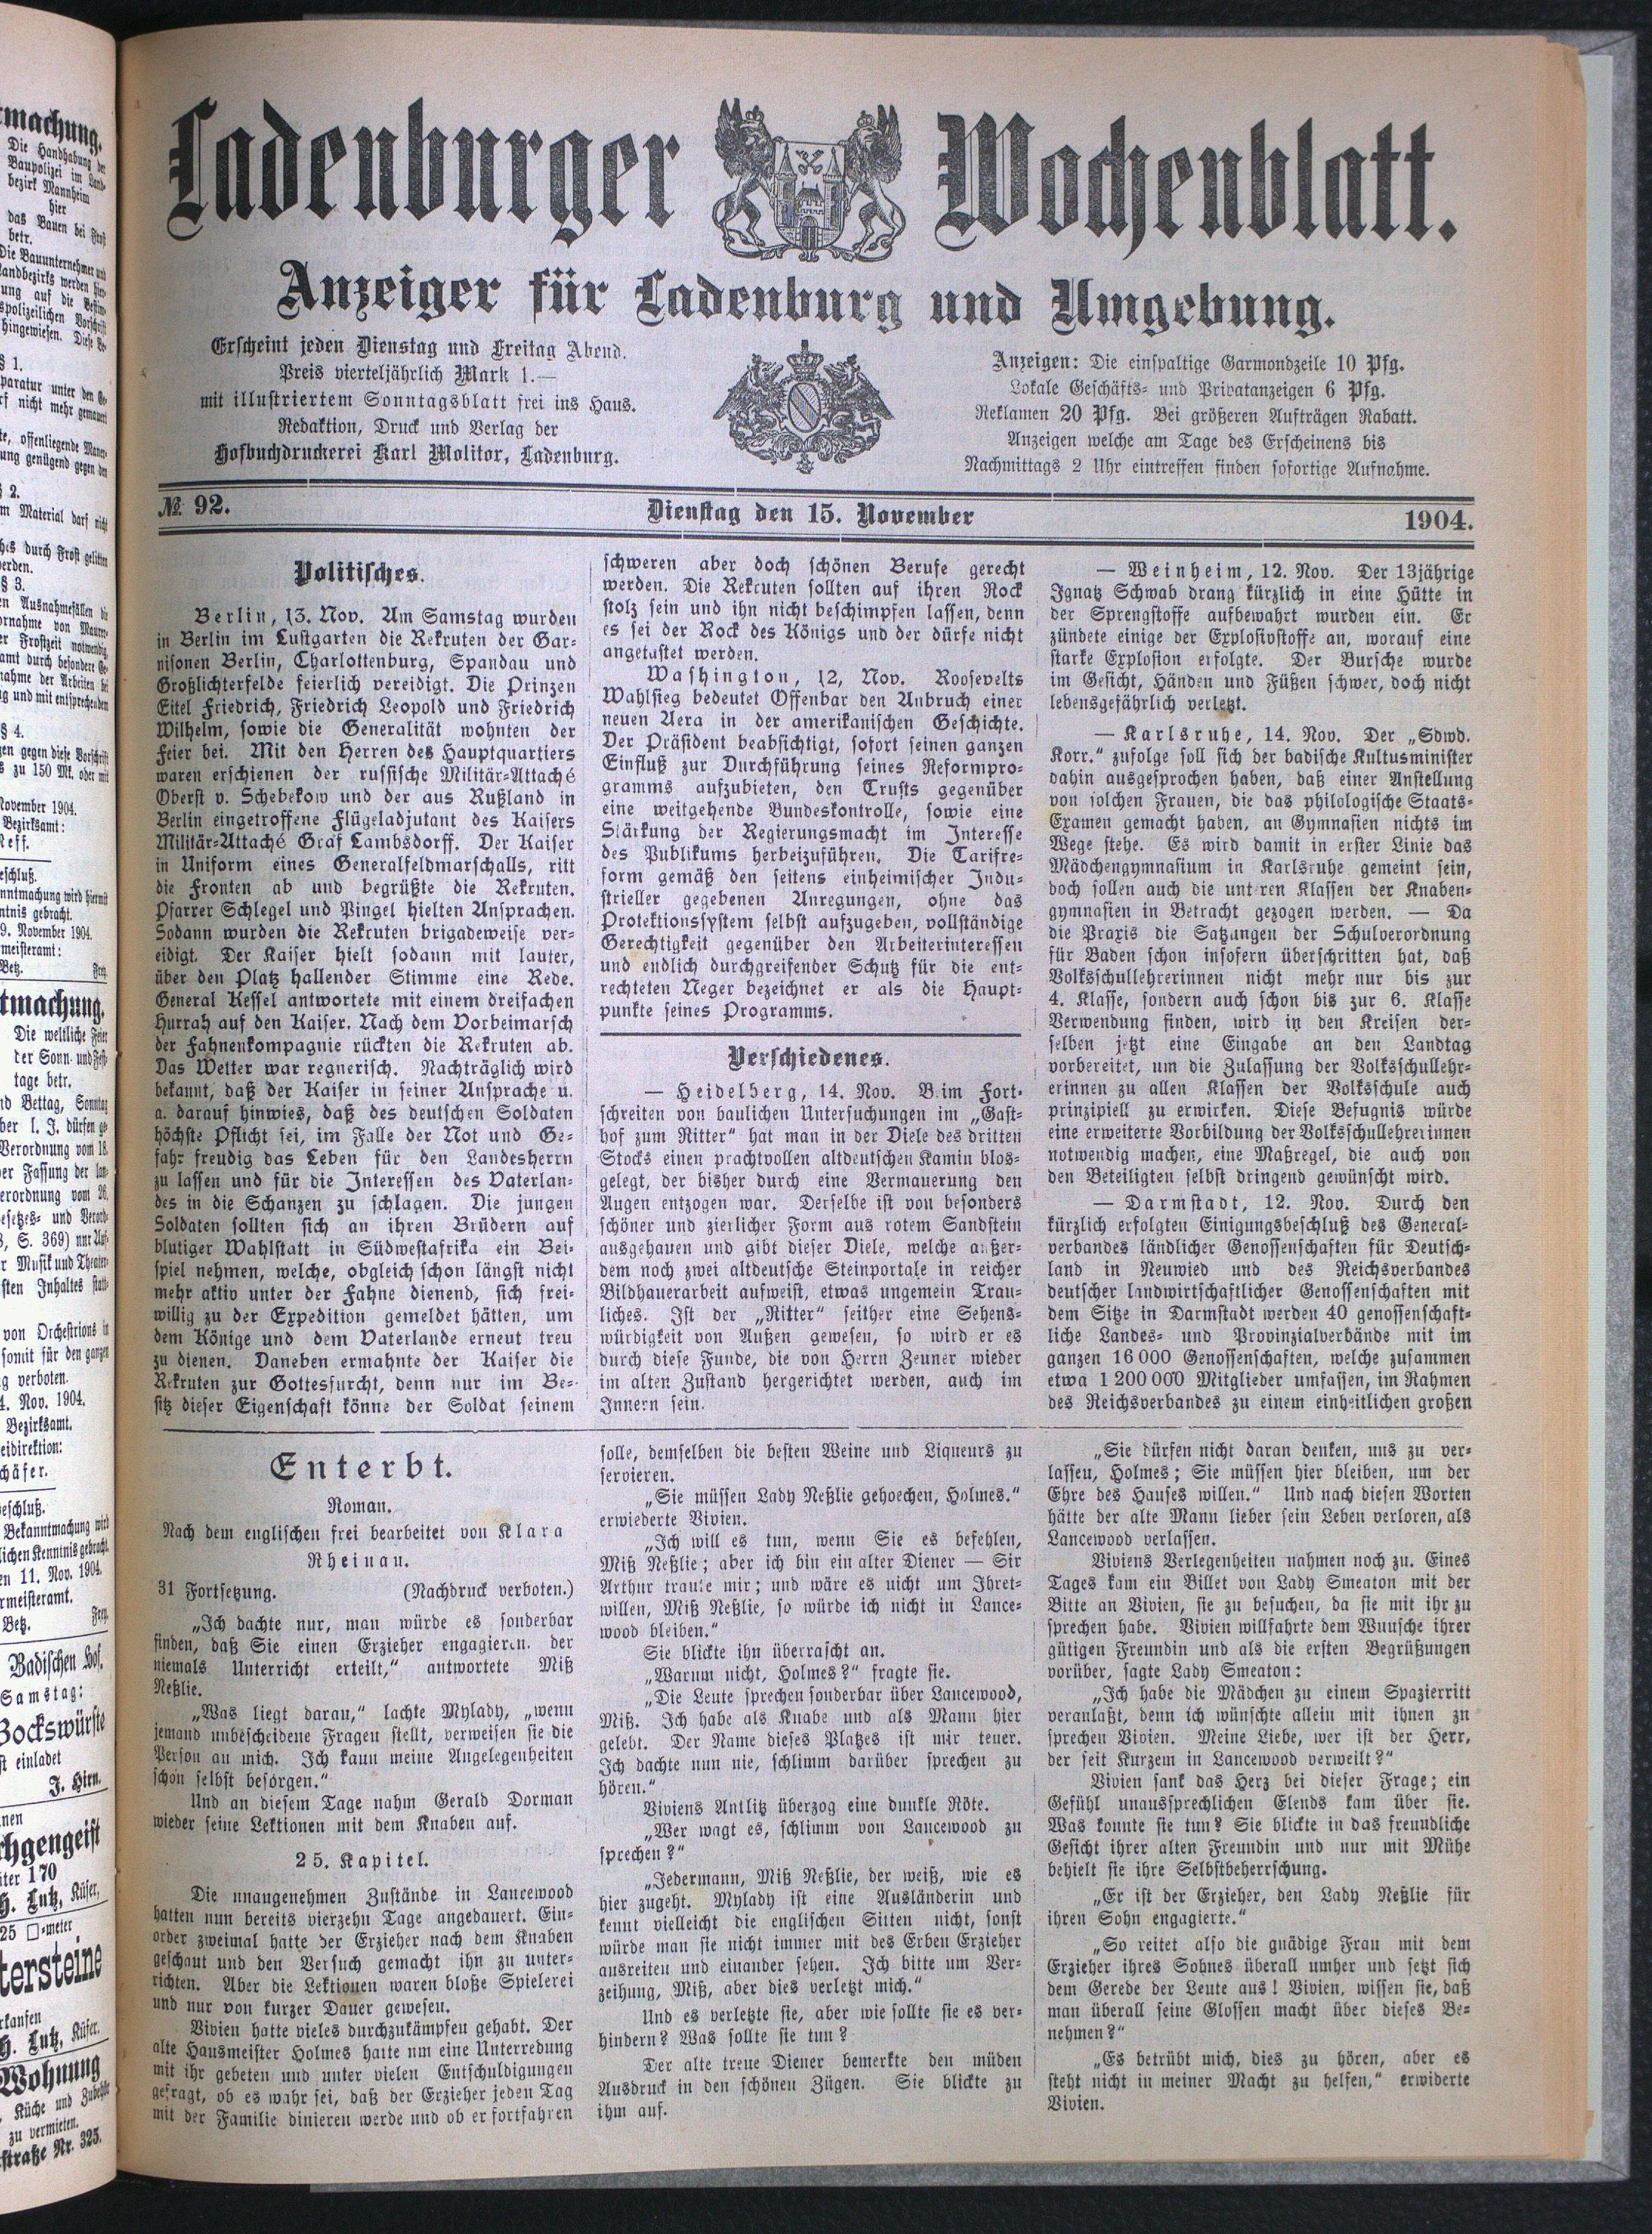 Ladenburger Wochenblatt.
Anzeiger für Ladenburg und Umgebung.
Erscheint jeden Dienstag und Freitag Abend.
Preis vierteljährlich Mark 1.—
mit illustriertem Sonntagsblatt frei ins Haus.
Redaktion, Druck und Verlag der
Hofbuchdruckerei Karl Molitor, Ladenburg.
Anzeigen: Die einspaltige Garmondzeile 10 Pfg.
Lokale Geschäfts- und Privatanzeigen 6 Pfg.
Reklamen 20 Pfg. Bei größeren Aufträgen Rabatt.
Anzeigen welche am Tage des Erscheinens bis
Nachmittags 2 Uhr eintreffen finden sofortige Aufnahme.
№ 92.
Dienstag den 15. November
1904.
Politisches.
Berlin, 13. Nov. Am Samstag wurden
in Berlin im Lustgarten die Rekruten der Gar-
nisonen Berlin, Charlottenburg, Spandau und
Großlichterfelde feierlich vereidigt. Die Prinzen
Eitel Friedrich, Friedrich Leopold und Friedrich
Wilhelm, sowie die Generalität wohnten der
Feier bei. Mit den Herren des Hauptquartiers
waren erschienen der russische Militär-Attaché
Oberst v. Schebekow und der aus Rußland in
Berlin eingetroffene Flügeladjutant des Kaisers
Militär-Attaché Graf Lambsdorff. Der Kaiser
in Uniform eines Generalfeldmarschalls, ritt
die Fronten ab und begrüßte die Rekruten.
Pfarrer Schlegel und Pingel hielten Ansprachen.
Sodann wurden die Rekruten brigadeweise ver-
eidigt. Der Kaiser hielt sodann mit lauter,
über den Platz hallender Stimme eine Rede.
General Kessel antwortete mit einem dreifachen
Hurrah auf den Kaiser. Nach dem Vorbeimarsch
der Fahnenkompagnie rückten die Rekruten ab.
Das Wetter war regnerisch. Nachträglich wird
bekannt, daß der Kaiser in seiner Ansprache u.
a. darauf hinwies, daß des deutschen Soldaten
höchste Pflicht sei, im Falle der Not und Ge-
fahr freudig das Leben für den Landesherrn
zu lassen und für die Interessen des Vaterlan-
des in die Schanzen zu schlagen. Die jungen
Soldaten sollten sich an ihren Brüdern auf
blutiger Wahlstatt in Südwestafrika ein Bei-
spiel nehmen, welche, obgleich schon längst nicht
mehr aktiv unter der Fahne dienend, sich frei-
willig zu der Expedition gemeldet hätten, um
dem Könige und dem Vaterlande erneut treu
zu dienen. Daneben ermahnte der Kaiser die
Rekruten zur Gottesfurcht, denn nur im Be-
sitz dieser Eigenschaft könne der Soldat seinem
schweren aber doch schönen Berufe gerecht
werden. Die Rekruten sollten auf ihren Rock
stolz sein und ihn nicht beschimpfen lassen, denn
es sei der Rock des Königs und der dürfe nicht
angetastet werden.
Washington, 12, Nov. Roosevelts
Wahlsieg bedeutet Offenbar den Anbruch einer
neuen Aera in der amerikanischen Geschichte.
Der Präsident beabsichtigt, sofort seinen ganzen
Einfluß zur Durchführung seines Reformpro-
gramms aufzubieten, den Trusts gegenüber
eine weitgehende Bundeskontrolle, sowie eine
Stärkung der Regierungsmacht im Interesse
des Publikums herbeizuführen. Die Tarifre-
form gemäß den seitens einheimischer Indu-
strieller gegebenen Anregungen, ohne das
Protektionssystem selbst aufzugeben, vollständige
Gerechtigkeit gegenüber den Arbeiterinteressen
und endlich durchgreifender Schutz für die ent-
rechteten Neger bezeichnet er als die Haupt-
punkte seines Programms.
Verschiedenes.
— Heidelberg, 14. Nov. B.im Fort-
schreiten von baulichen Untersuchungen im „Gast-
hof zum Ritter“ hat man in der Diele des dritten
Stocks einen prachtvollen altdeutschen Kamin blos-
gelegt, der bisher durch eine Vermauerung den
Augen entzogen war. Derselbe ist von besonders
schöner und zierlicher Form aus rotem Sandstein
ausgehauen und gibt dieser Diele, welche außer-
dem noch zwei altdeutsche Steinportale in reicher
Bildhauerarbeit aufweist, etwas ungemein Trau-
liches. Ist der „Ritter“ seither eine Sehens-
würdigkeit von Außen gewesen, so wird er es
durch diese Funde, die von Herrn Zeuner wieder
im alten Zustand hergerichtet werden, auch im
Innern sein.
— Weinheim, 12. Nov. Der 13jährige
Ignatz Schwab drang kürzlich in eine Hütte in
der Sprengstoffe aufbewahrt wurden ein. Er
zündete einige der Explosivstoffe an, worauf eine
starke Explosion erfolgte. Der Bursche wurde
im Gesicht, Händen und Füßen schwer, doch nicht
lebensgefährlich verletzt.
— Karlsruhe, 14. Nov. Der „Sdwd.
Korr.“ zufolge soll sich der badische Kultusminister
dahin ausgesprochen haben, daß einer Anstellung
von solchen Frauen, die das philologische Staats-
Examen gemacht haben, an Gymnasien nichts im
Wege stehe. Es wird damit in erster Linie das
Mädchengymnasium in Karlsruhe gemeint sein,
doch sollen auch die unteren Klassen der Knaben-
gymnasien in Betracht gezogen werden. — Da
die Praxis die Satzungen der Schulverordnung
für Baden schon insofern überschritten hat, daß
Volksschullehrerinnen nicht mehr nur bis zur
4. Klasse, sondern auch schon bis zur 6. Klasse
Verwendung finden, wird in den Kreisen der-
selben jetzt eine Eingabe an den Landtag
vorbereitet, um die Zulassung der Volksschullehr-
erinnen zu allen Klassen der Volksschule auch
prinzipiell zu erwirken. Diese Befugnis würde
eine erweiterte Vorbildung der Volksschullehrerinnen
notwendig machen, eine Maßregel, die auch von
den Beteiligten selbst dringend gewünscht wird.
— Darmstadt, 12. Nov. Durch den
kürzlich erfolgten Einigungsbeschluß des General-
verbandes ländlicher Genossenschaften für Deutsch-
land in Neuwied und des Reichsverbandes
deutscher landwirtschaftlicher Genossenschaften mit
dem Sitze in Darmstadt werden 40 genossenschaft-
liche Landes- und Provinzialverbände mit im
ganzen 16000 Genossenschaften, welche zusammen
etwa 1200000 Mitglieder umfassen, im Rahmen
des Reichsverbandes zu einem einheitlichen großen
Enterbt.
Roman.
Nach dem englischen frei bearbeitet von Klara
Rheinau.
31 Fortsetzung. (Nachdruck verboten.)
„Ich dachte nur, man würde es sonderbar
finden, daß Sie einen Erzieher engagieren. der
niemals Unterricht erteilt,“ antwortete Miß
Neßlie.
„Was liegt daran,“ lachte Mylady, „wenn
jemand unbescheidene Fragen stellt, verweisen sie die
Person an mich. Ich kann meine Angelegenheiten
schon selbst besorgen.“
Und an diesem Tage nahm Gerald Dorman
wieder seine Lektionen mit dem Knaben auf.
25. Kapitel.
Die unangenehmen Zustände in Lancewood
hatten nun bereits vierzehn Tage angedauert. Ein-
oder zweimal hatte der Erzieher nach dem Knaben
geschaut und den Versuch gemacht ihn zu unter-
richten. Aber die Lektionen waren bloße Spielerei
und nur von kurzer Dauer gewesen.
Vivien hatte vieles durchzukämpfen gehabt. Der
alte Hausmeister Holmes hatte um eine Unterredung
mit ihr gebeten und unter vielen Entschuldigungen
gefragt, ob es wahr sei, daß der Erzieher jeden Tag
mit der Familie dinieren werde und ob er fortfahren
solle, demselben die besten Weine und Liqueurs zu
servieren.
„Sie müssen Lady Neßlie gehoechen, Holmes.“
erwiederte Vivien.
„Ich will es tun, wenn Sie es befehlen,
Miß Neßlie; aber ich bin ein alter Diener — Sir
Arthur traute mir; und wäre es nicht um Ihret-
willen, Miß Neßlie, so würde ich nicht in Lance-
wood bleiben.“
Sie blickte ihn überrascht an.
„Warum nicht, Holmes?“ fragte sie.
„Die Leute sprechen sonderbar über Lancewood,
Miß. Ich habe als Knabe und als Mann hier
gelebt. Der Name dieses Platzes ist mir teuer.
Ich dachte nun nie, schlimm darüber sprechen zu
hören.“
Viviens Antlitz überzog eine dunkle Röte.
„Wer wagt es, schlimm von Lancewood zu
sprechen?“
„Jedermann, Miß Neßlie, der weiß, wie es
hier zugeht. Mylady ist eine Ausländerin und
kennt vielleicht die englischen Sitten nicht, sonst
würde man sie nicht immer mit des Erben Erzieher
ausreiten und einander sehen. Ich bitte um Ver-
zeihung, Miß, aber dies verletzt mich.“
Und es verletzte sie, aber wie sollte sie es ver-
hindern? Was sollte sie tun?
Der alte treue Diener bemerkte den müden
Ausdruck in den schönen Zügen. Sie blickte zu
ihm auf.
„Sie dürfen nicht daran denken, uns zu ver-
lassen, Holmes; Sie müssen hier bleiben, um der
Ehre des Hauses willen.“ Und nach diesen Worten
hätte der alte Mann lieber sein Leben verloren, als
Lancewood verlassen.
Viviens Verlegenheiten nahmen noch zu. Eines
Tages kam ein Billet von Lady Smeaton mit der
Bitte an Vivien, sie zu besuchen, da sie mit ihr zu
sprechen habe. Vivien willfahrte dem Wunsche ihrer
gütigen Freundin und als die ersten Begrüßungen
vorüber, sagte Lady Smeaton:
„Ich habe die Mädchen zu einem Spazierritt
veranlaßt, denn ich wünschte allein mit ihnen zu
sprechen Vivien. Meine Liebe, wer ist der Herr,
der seit Kurzem in Lancewood verweilt?“
Vivien sank das Herz bei dieser Frage; ein
Gefühl unaussprechlichen Elends kam über sie.
Was konnte sie tun? Sie blickte in das freundliche
Gesicht ihrer alten Freundin und nur mit Mühe
behielt sie ihre Selbstbeherrschung.
„Er ist der Erzieher, den Lady Neßlie für
ihren Sohn engagierte.“
„So reitet also die gnädige Frau mit dem
Erzieher ihres Sohnes überall umher und setzt sich
dem Gerede der Leute aus! Vivien, wissen sie, daß
man überall seine Glossen macht über dieses Be-
nehmen?“
„Es betrübt mich, dies zu hören, aber es
steht nicht in meiner Macht zu helfen,“ erwiderte
Vivien.